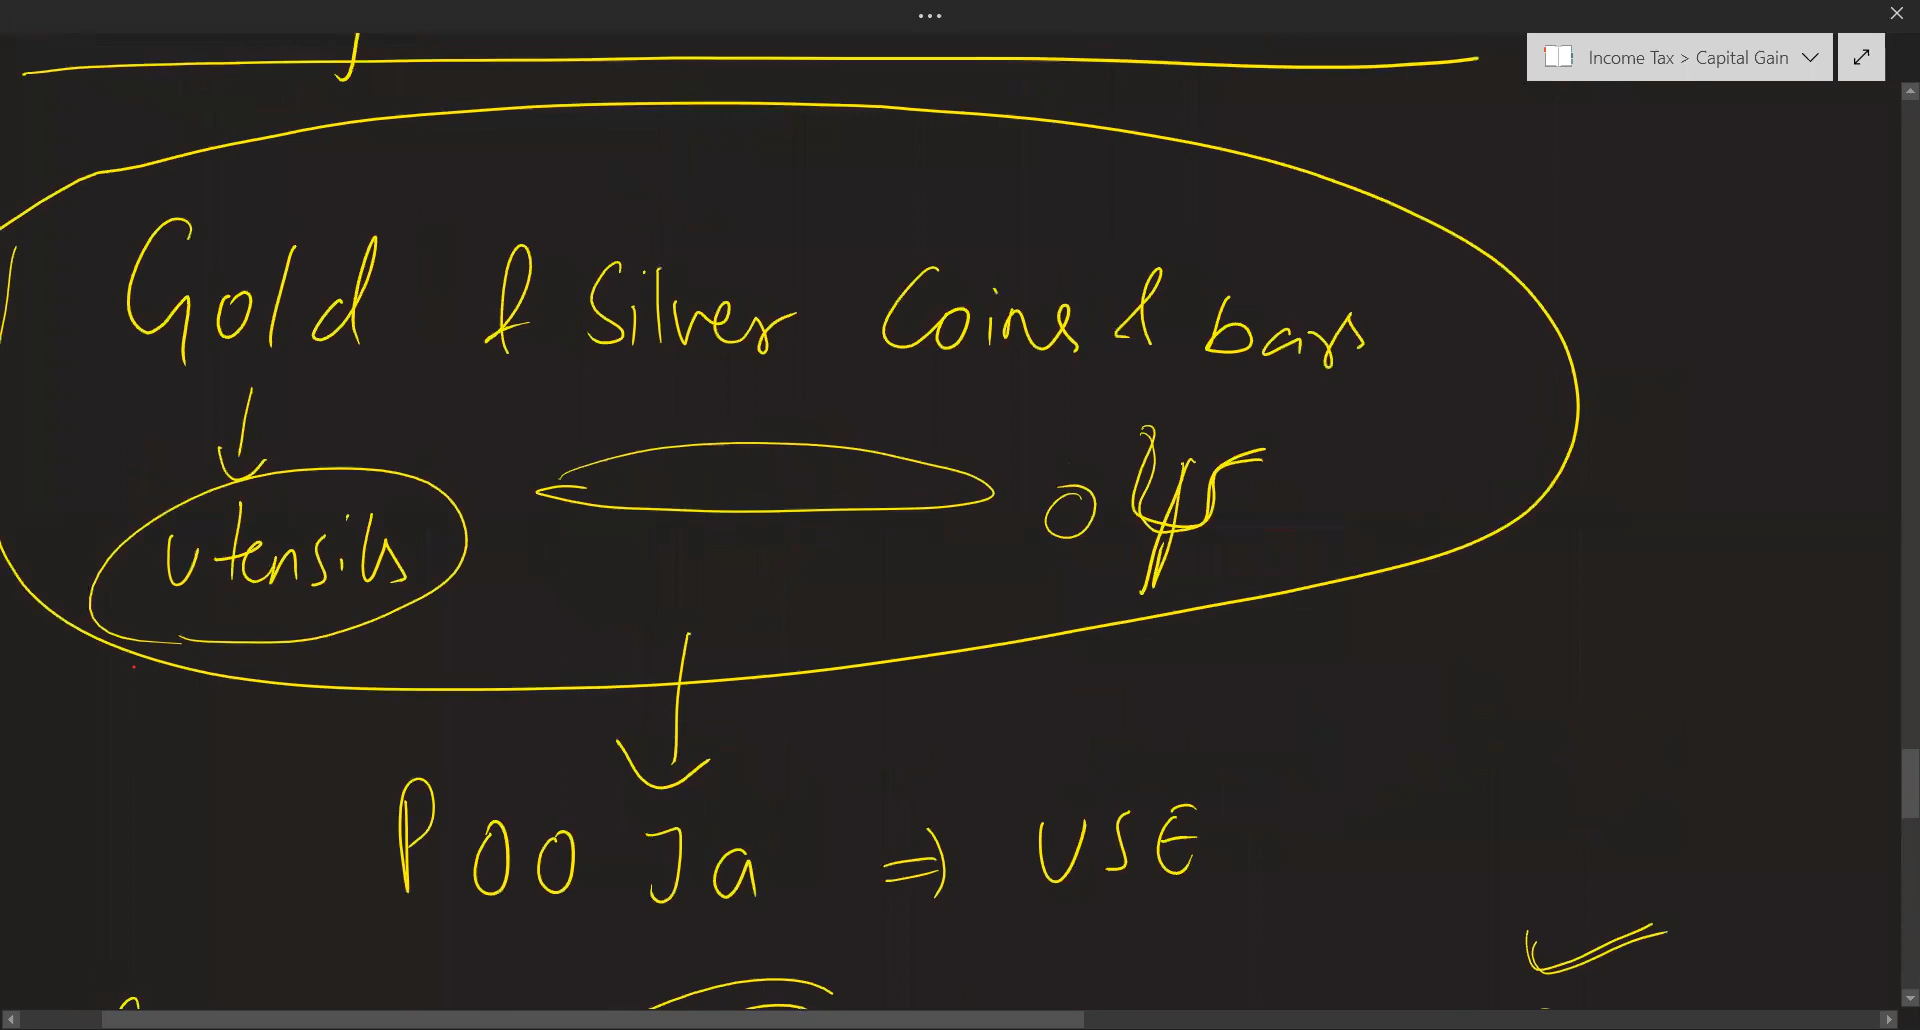 Income Tax > Capital Gain
Gold & Silver Coins & bars
Utensils
POOJa ⇒ USE